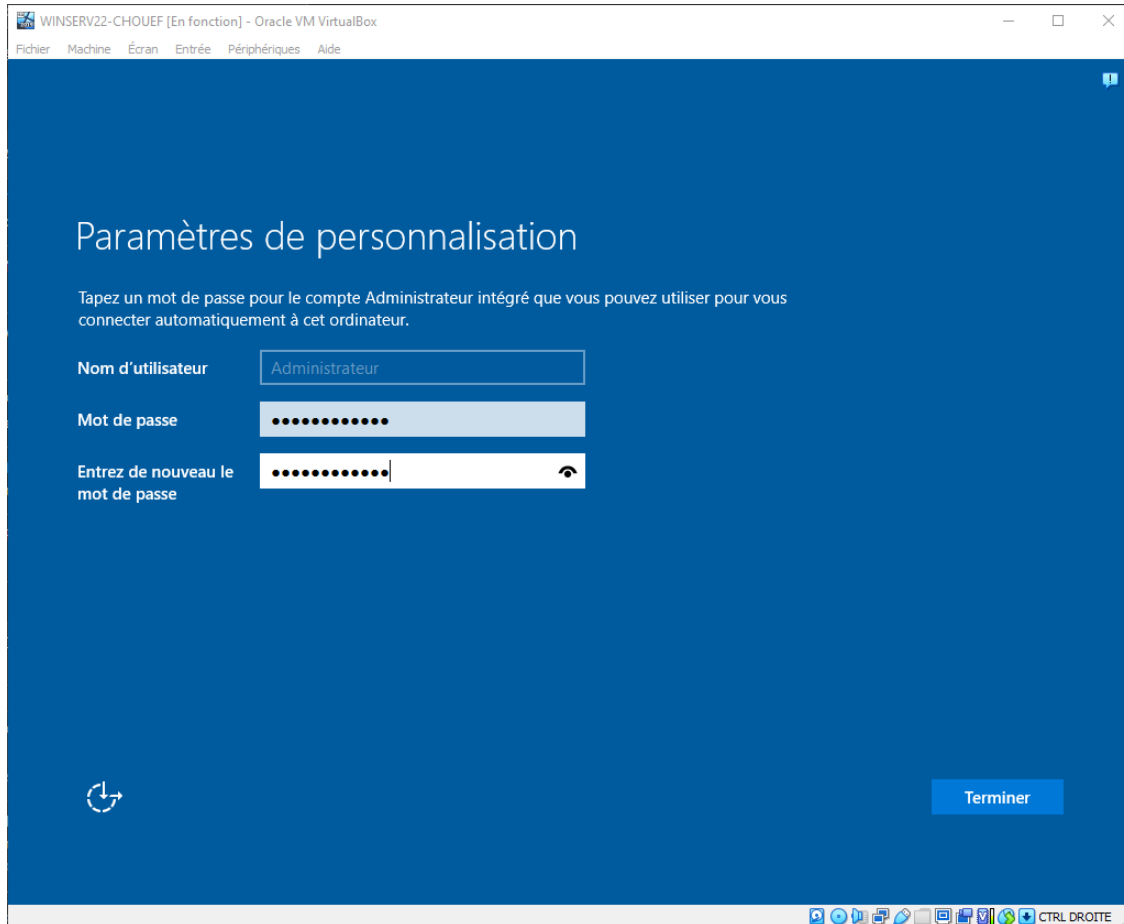 WINSERV22-CHOUEF [En fonction] - Oracle VM VirtualBox
Fichier Machine Écran Entrée Périphériques Aide
Paramètres de personnalisation
Tapez un mot de passe pour le compte Administrateur intégré que vous pouvez utiliser pour vous
connecter automatiquement à cet ordinateur.
Nom d'utilisateur Administrateur
Mot de passe ••••••••••••
Entrez de nouveau le ••••••••••••
mot de passe
Terminer
CTRL DROITE